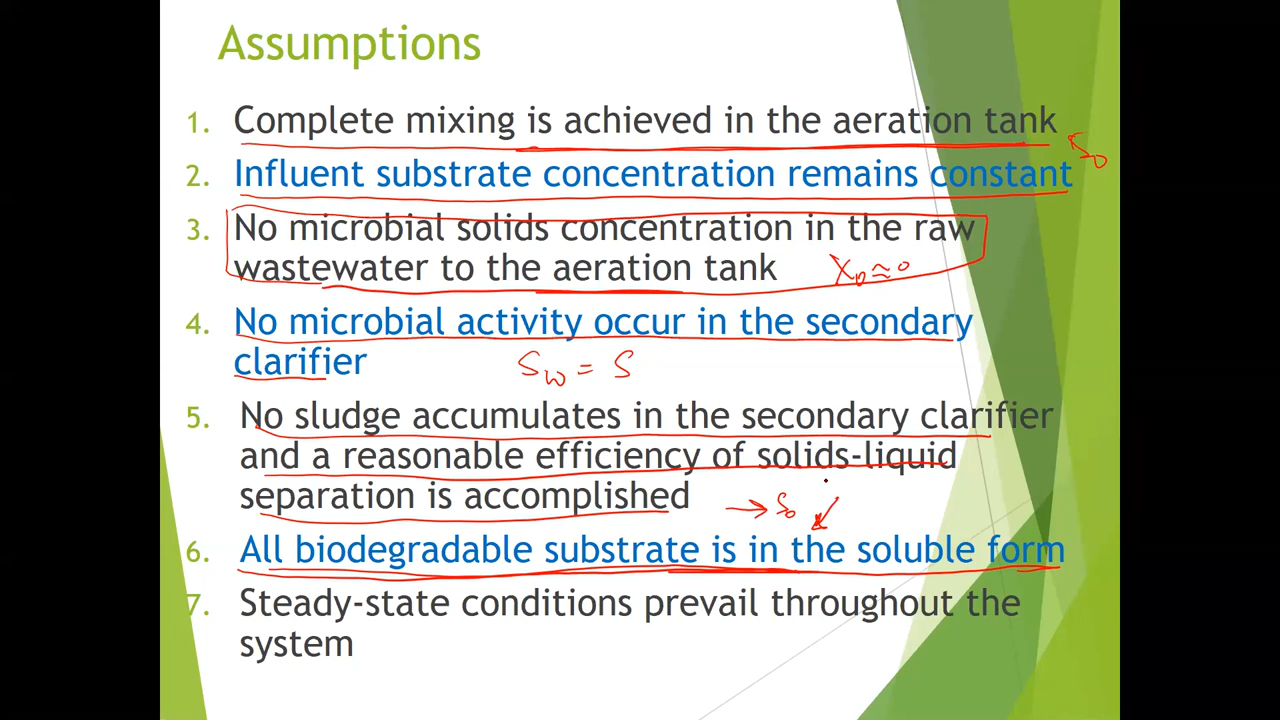 Assumptions
1. Complete mixing is achieved in the aeration tank
S₀
2. Influent substrate concentration remains constant
3. No microbial solids concentration in the raw
wastewater to the aeration tank X₀ ≈ 0
4. No microbial activity occur in the secondary
clarifier S_w = S
5. No sludge accumulates in the secondary clarifier
and a reasonable efficiency of solids-liquid
separation is accomplished → S₀
6. All biodegradable substrate is in the soluble form
7. Steady-state conditions prevail throughout the
system